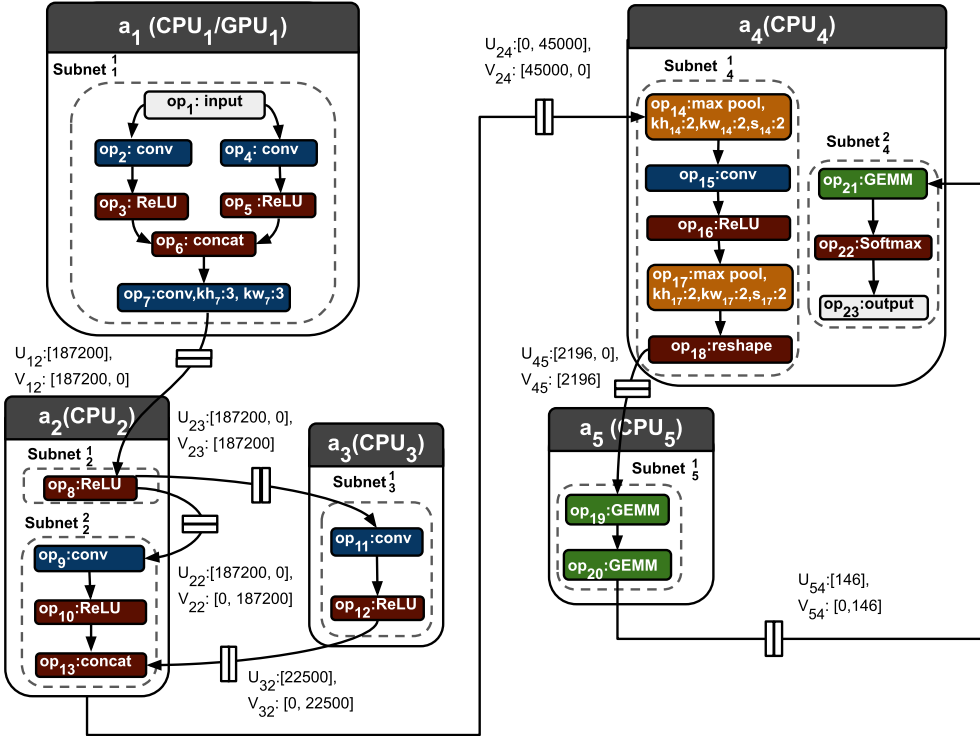 a1 (CPU1/GPU1)
Subnet 1 1
op1: input
op2: conv
op4: conv
op3: ReLU
op5: ReLU
op6: concat
op7:conv,kh7:3, kw7:3
U12:[187200],
V12: [187200, 0]
a2(CPU2)
Subnet 1 2
op8:ReLU
Subnet 2 2
op9:conv
op10:ReLU
op13:concat
U23:[187200, 0],
V23: [187200]
U22:[187200, 0],
V22: [0, 187200]
a3(CPU3)
Subnet 1 3
op11:conv
op12:ReLU
U32:[22500],
V32: [0, 22500]
U24:[0, 45000],
V24: [45000, 0]
a4(CPU4)
Subnet 1 4
op14:max pool,
kh14:2,kw14:2,s14:2
op15:conv
op16:ReLU
op17:max pool,
kh17:2,kw17:2,s17:2
op18:reshape
Subnet 2 4
op21:GEMM
op22:Softmax
op23:output
U45:[2196, 0],
V45: [2196]
a5 (CPU5)
Subnet 1 5
op19:GEMM
op20:GEMM
U54:[146],
V54: [0,146]